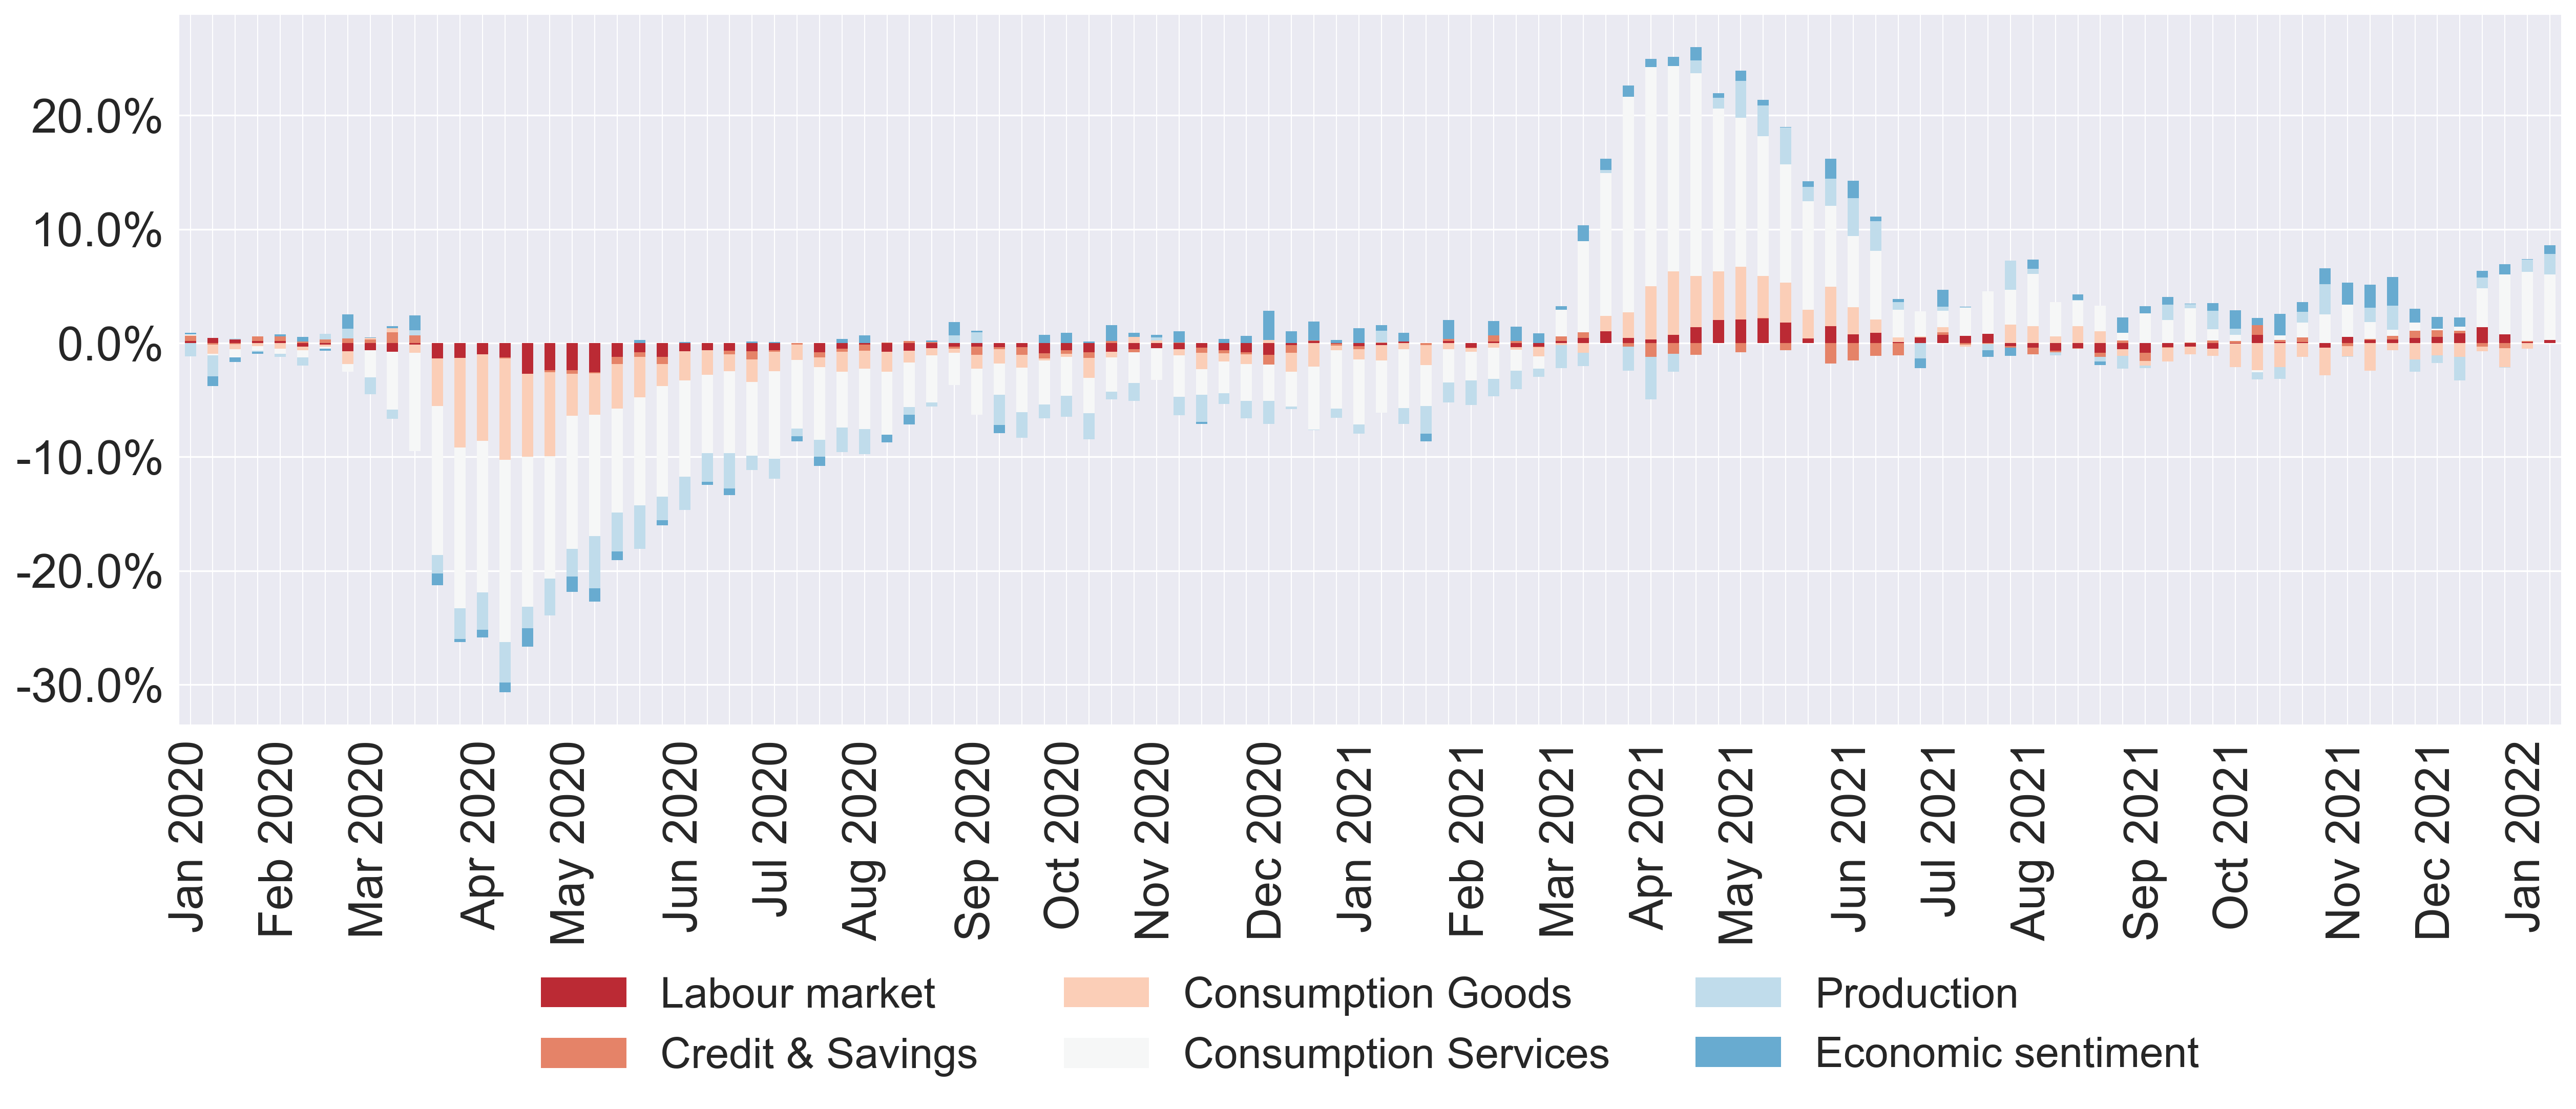 20.0%
10.0%
0.0%
-10.0%
-20.0%
-30.0%
Jan 2020
Feb 2020
Mar 2020
Apr 2020
May 2020
Jun 2020
Jul 2020
Aug 2020
Sep 2020
Oct 2020
Nov 2020
Dec 2020
Jan 2021
Feb 2021
Mar 2021
Apr 2021
May 2021
Jun 2021
Jul 2021
Aug 2021
Sep 2021
Oct 2021
Nov 2021
Dec 2021
Jan 2022
Labour market
Credit & Savings
Consumption Goods
Consumption Services
Production
Economic sentiment